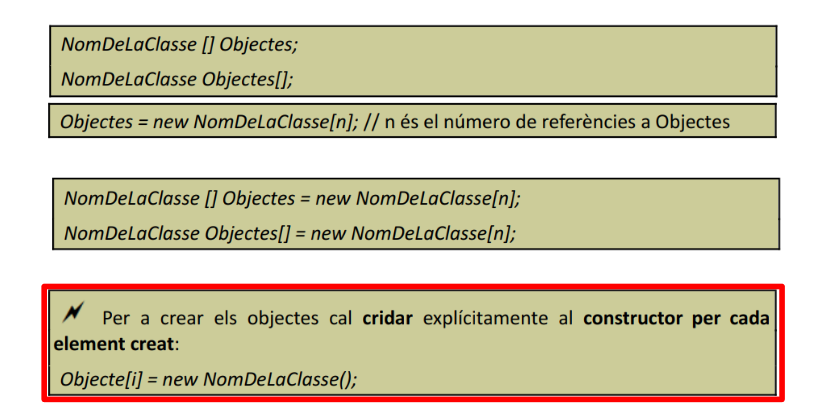 NomDeLaClasse [] Objectes;
NomDeLaClasse Objectes[];
Objectes = new NomDeLaClasse[n]; // n és el número de referències a Objectes
NomDeLaClasse [] Objectes = new NomDeLaClasse[n];
NomDeLaClasse Objectes[] = new NomDeLaClasse[n];
Per a crear els objectes cal cridar explícitamente al constructor per cada
element creat:
Objecte[i] = new NomDeLaClasse();